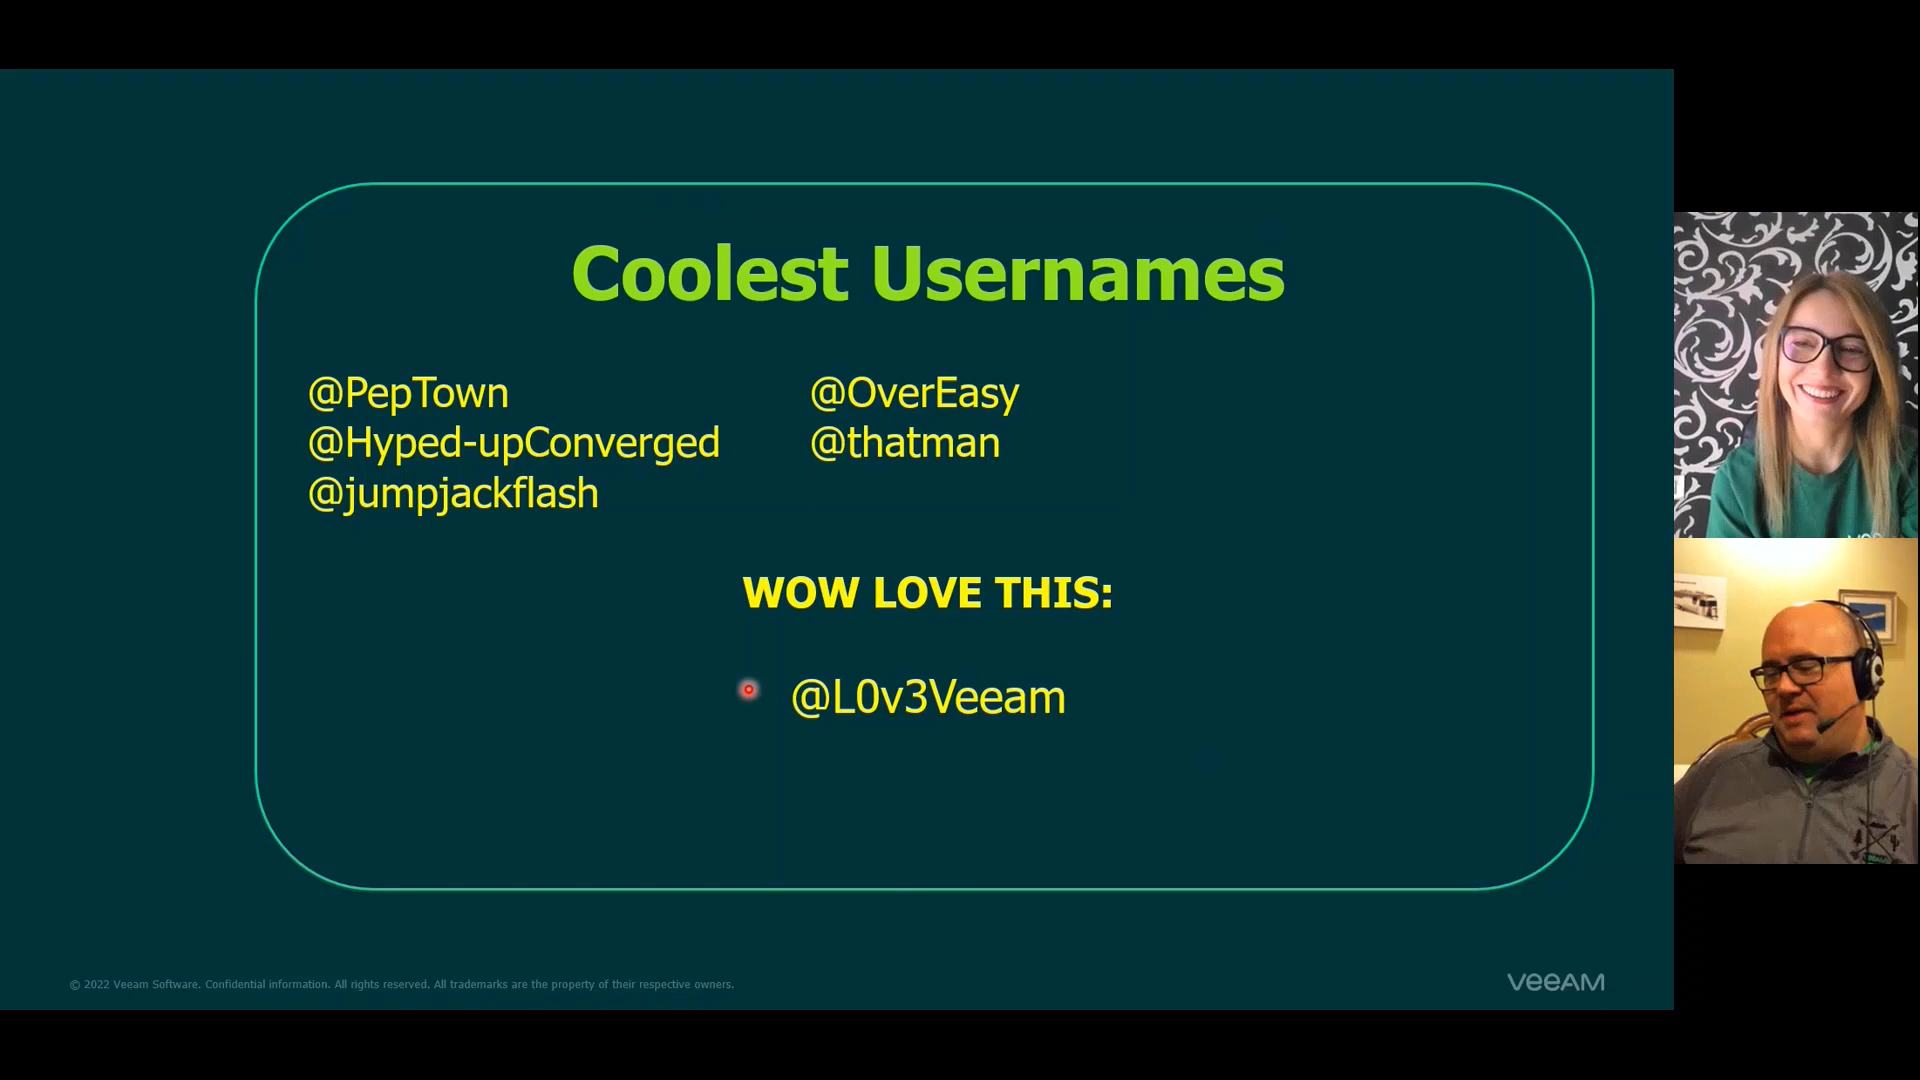 Coolest Usernames
@PepTown
@Hyped-upConverged
@jumpjackflash
@OverEasy
@thatman
WOW LOVE THIS:
@L0v3Veeam
© 2022 Veeam Software. Confidential information. All rights reserved. All trademarks are the property of their respective owners.
veeAM